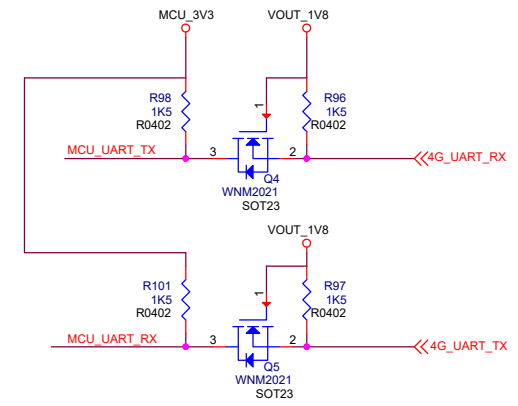 MCU_3V3
VOUT_1V8
R98
1K5
R0402
1
R96
1K5
R0402
MCU_UART_TX
3
2
4G_UART_RX
Q4
WNM2021
SOT23
VOUT_1V8
R101
1K5
R0402
1
R97
1K5
R0402
MCU_UART_RX
3
2
4G_UART_TX
Q5
WNM2021
SOT23